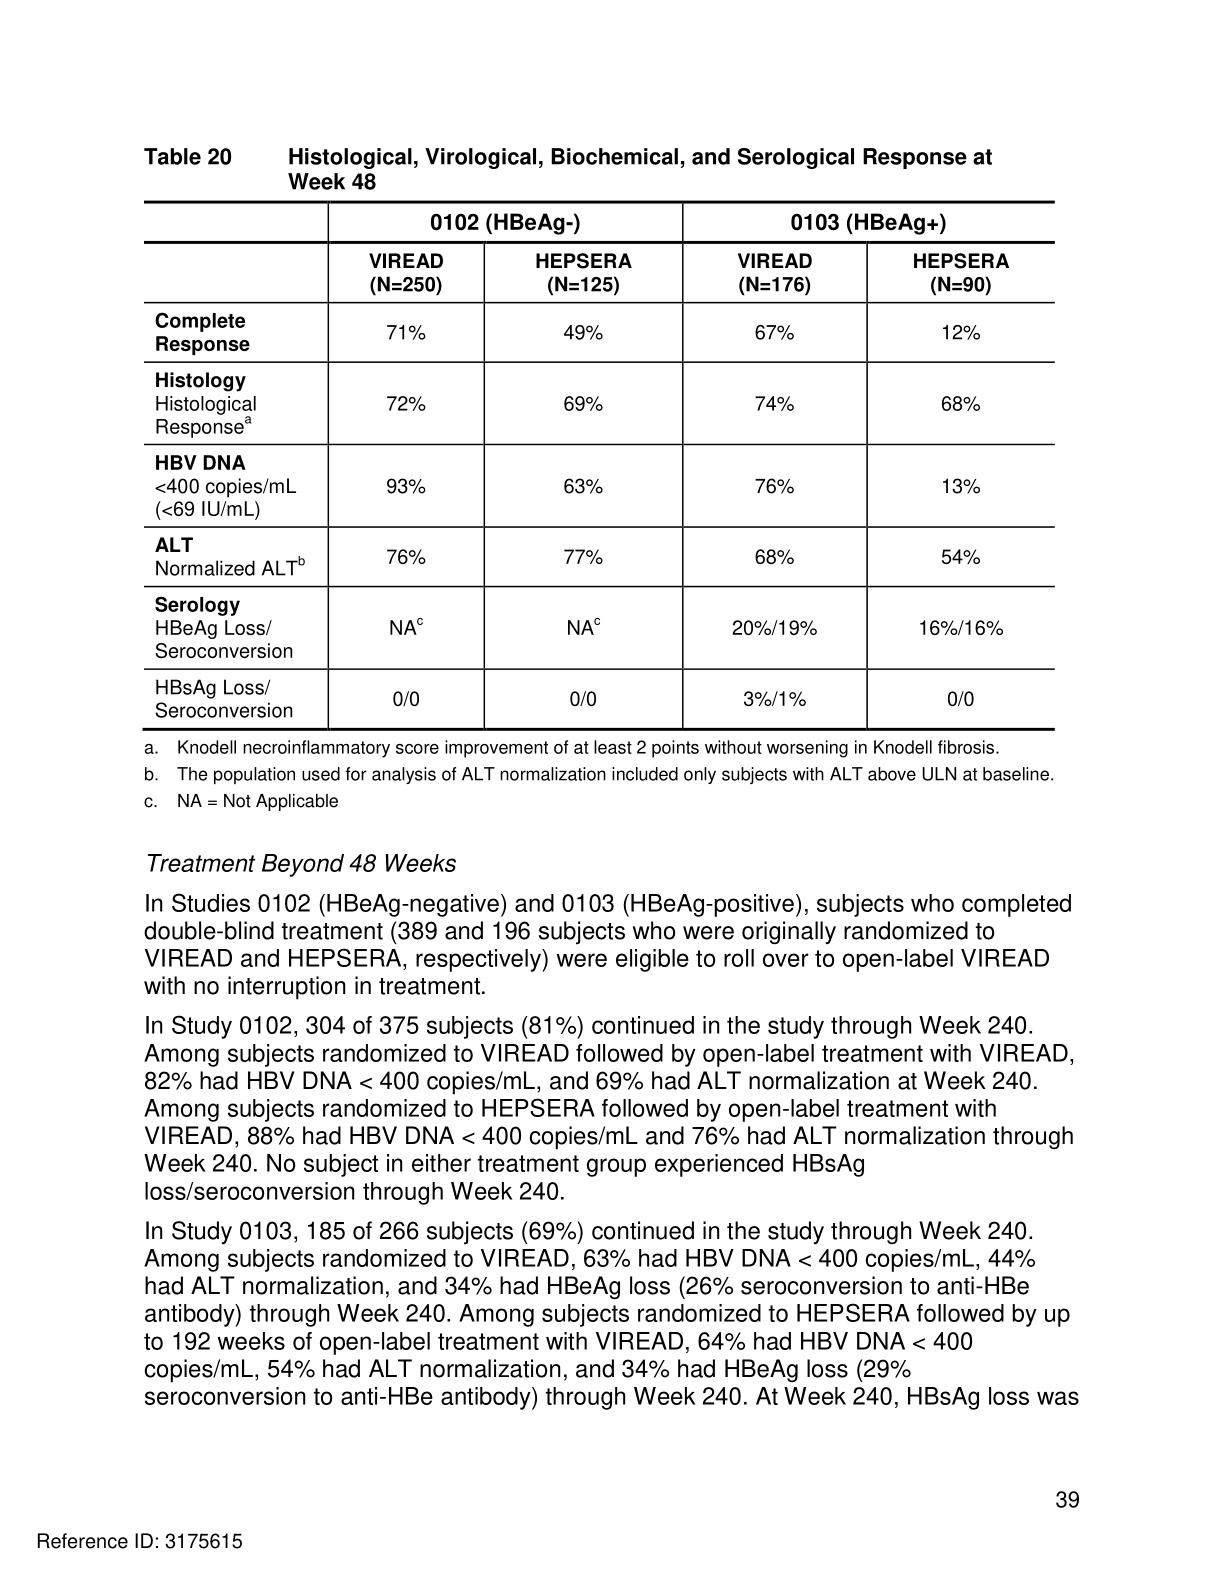 Table 20 Histological, Virological, Biochemical, and Serological Response at
Week 48
0102 (HBeAg-) 0103 (HBeAg+)
VIREAD HEPSERA VIREAD HEPSERA
(N=250) (N=125) (N=176) (N=90)
Complete
Response 71% 49% 67% 12%
Histology
Histological 72% 69% 74% 68%
Responseᵃ
HBV DNA
<400 copies/mL 93% 63% 76% 13%
(<69 IU/mL)
ALT
Normalized ALTᵇ 76% 77% 68% 54%
Serology
HBeAg Loss/ NAᶜ NAᶜ 20%/19% 16%/16%
Seroconversion
HBsAg Loss/
Seroconversion 0/0 0/0 3%/1% 0/0
a. Knodell necroinflammatory score improvement of at least 2 points without worsening in Knodell fibrosis.
b. The population used for analysis of ALT normalization included only subjects with ALT above ULN at baseline.
c. NA = Not Applicable
Treatment Beyond 48 Weeks
In Studies 0102 (HBeAg-negative) and 0103 (HBeAg-positive), subjects who completed
double-blind treatment (389 and 196 subjects who were originally randomized to
VIREAD and HEPSERA, respectively) were eligible to roll over to open-label VIREAD
with no interruption in treatment.
In Study 0102, 304 of 375 subjects (81%) continued in the study through Week 240.
Among subjects randomized to VIREAD followed by open-label treatment with VIREAD,
82% had HBV DNA < 400 copies/mL, and 69% had ALT normalization at Week 240.
Among subjects randomized to HEPSERA followed by open-label treatment with
VIREAD, 88% had HBV DNA < 400 copies/mL and 76% had ALT normalization through
Week 240. No subject in either treatment group experienced HBsAg
loss/seroconversion through Week 240.
In Study 0103, 185 of 266 subjects (69%) continued in the study through Week 240.
Among subjects randomized to VIREAD, 63% had HBV DNA < 400 copies/mL, 44%
had ALT normalization, and 34% had HBeAg loss (26% seroconversion to anti-HBe
antibody) through Week 240. Among subjects randomized to HEPSERA followed by up
to 192 weeks of open-label treatment with VIREAD, 64% had HBV DNA < 400
copies/mL, 54% had ALT normalization, and 34% had HBeAg loss (29%
seroconversion to anti-HBe antibody) through Week 240. At Week 240, HBsAg loss was
39
Reference ID: 3175615